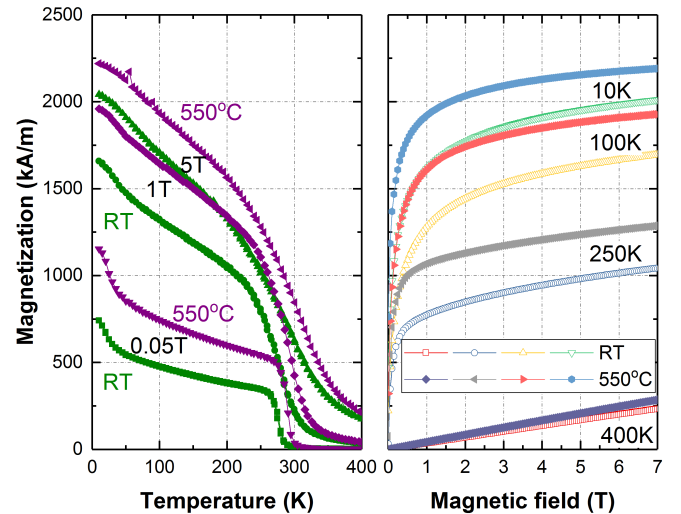 2500
2000
1500
1000
500
0
Magnetization (kA/m)
550°C
5T
1T
RT
550°C
0.05T
RT
0 100 200 300 400
Temperature (K)
10K
100K
250K
RT
550°C
400K
0 1 2 3 4 5 6 7
Magnetic field (T)